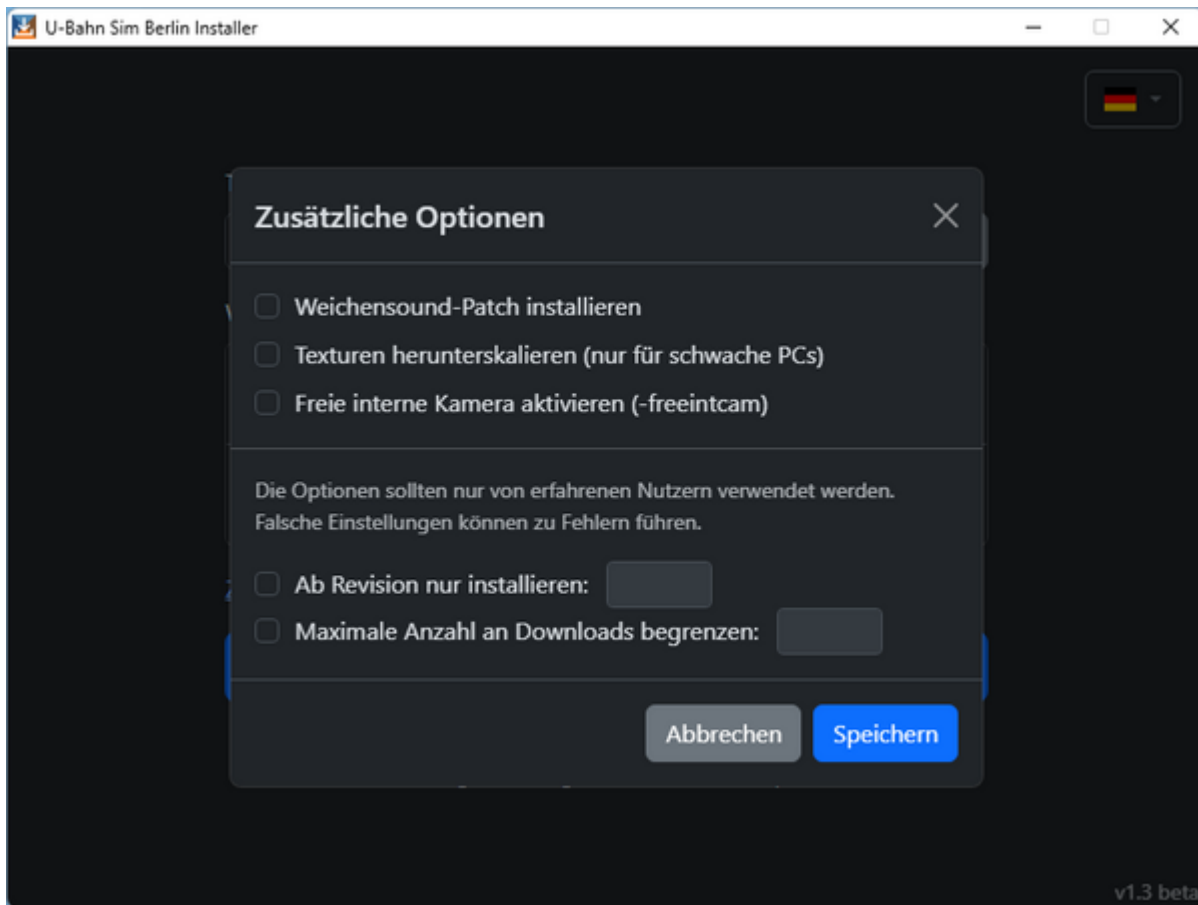 U-Bahn Sim Berlin Installer
Zusätzliche Optionen
Weichensound-Patch installieren
Texturen herunterskalieren (nur für schwache PCs)
Freie interne Kamera aktivieren (-freeintcam)
Die Optionen sollten nur von erfahrenen Nutzern verwendet werden.
Falsche Einstellungen können zu Fehlern führen.
Ab Revision nur installieren:
Maximale Anzahl an Downloads begrenzen:
Abbrechen Speichern
v1.3 beta